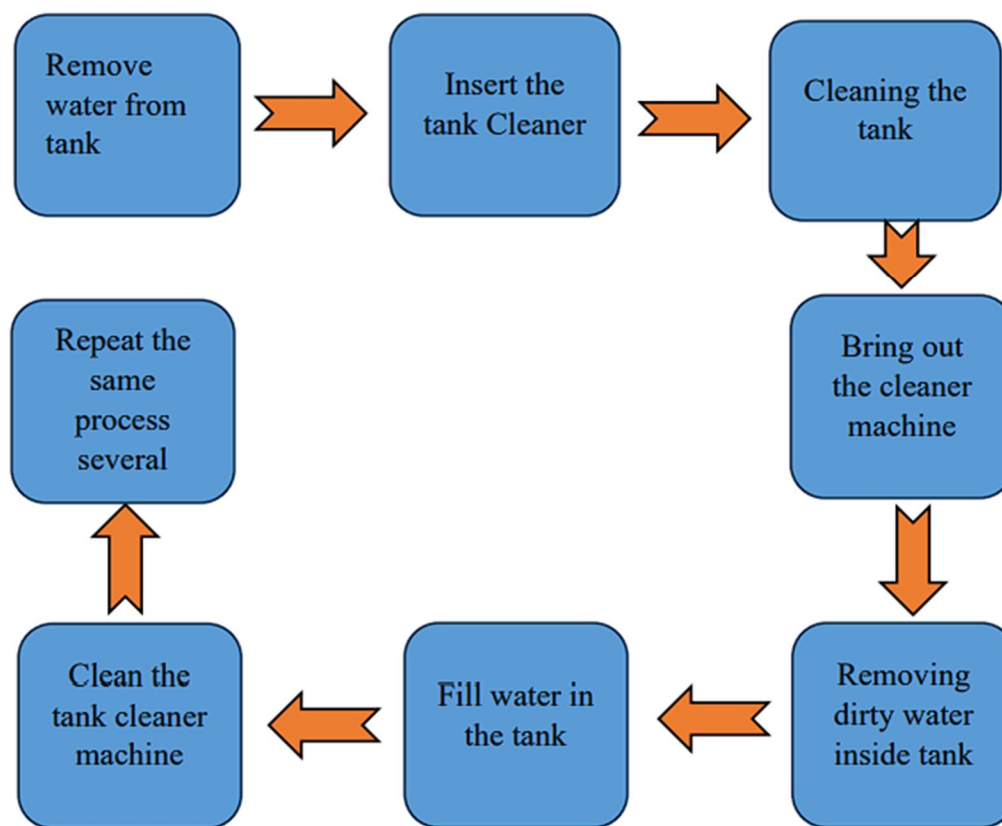 Remove
water from
tank
Insert the
tank Cleaner
Cleaning the
tank
Bring out
the cleaner
machine
Removing
dirty water
inside tank
Fill water in
the tank
Clean the
tank cleaner
machine
Repeat the
same
process
several